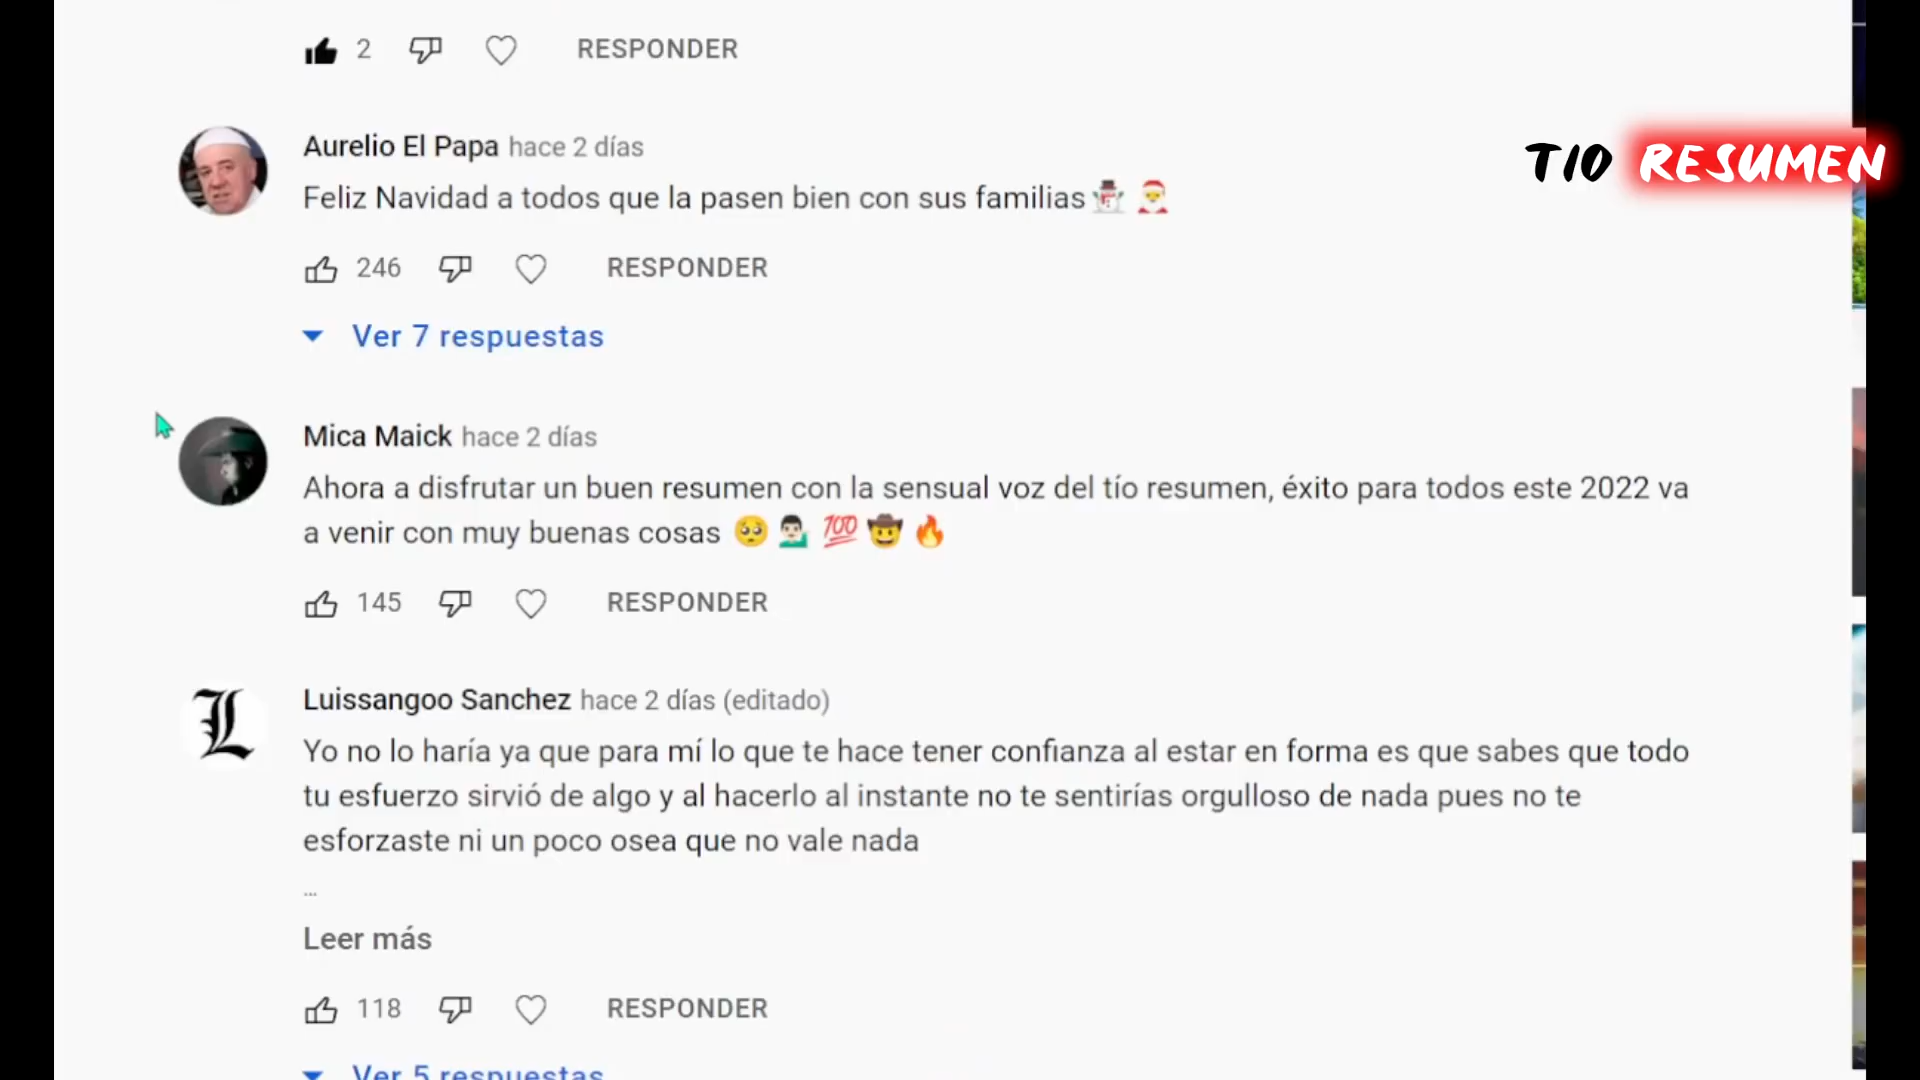 2 RESPONDER
Aurelio El Papa hace 2 días
TIO RESUMEN
Feliz Navidad a todos que la pasen bien con sus familias⛄🎅
246 RESPONDER
Ver 7 respuestas
Mica Maick hace 2 días
Ahora a disfrutar un buen resumen con la sensual voz del tío resumen, éxito para todos este 2022 va
a venir con muy buenas cosas 🥺💁🏻‍♂️💯🤠🔥
145 RESPONDER
L
Luissangoo Sanchez hace 2 días (editado)
Yo no lo haría ya que para mí lo que te hace tener confianza al estar en forma es que sabes que todo
tu esfuerzo sirvió de algo y al hacerlo al instante no te sentirías orgulloso de nada pues no te
esforzaste ni un poco osea que no vale nada
...
Leer más
118 RESPONDER
Ver 5 respuestas